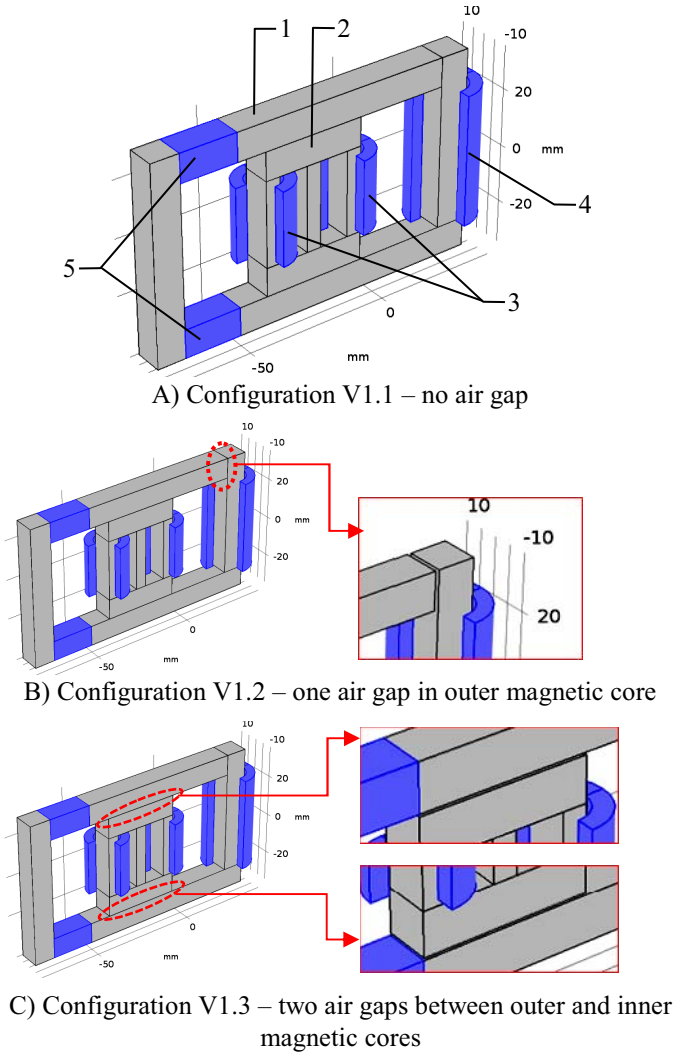 1
2
10
-10
20
0
mm
-20
4
5
3
0
mm
-50
A) Configuration V1.1 – no air gap
10
-10
20
0
mm
-20
0
mm
-50
10
-10
20
B) Configuration V1.2 – one air gap in outer magnetic core
10
-10
20
0
mm
-20
0
mm
-50
C) Configuration V1.3 – two air gaps between outer and inner
magnetic cores